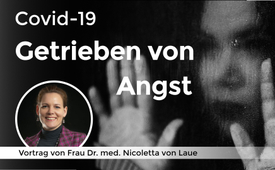 Covid-19
Getrieben von
Angst
Vortrag von Frau Dr. med. Nicoletta von Laue